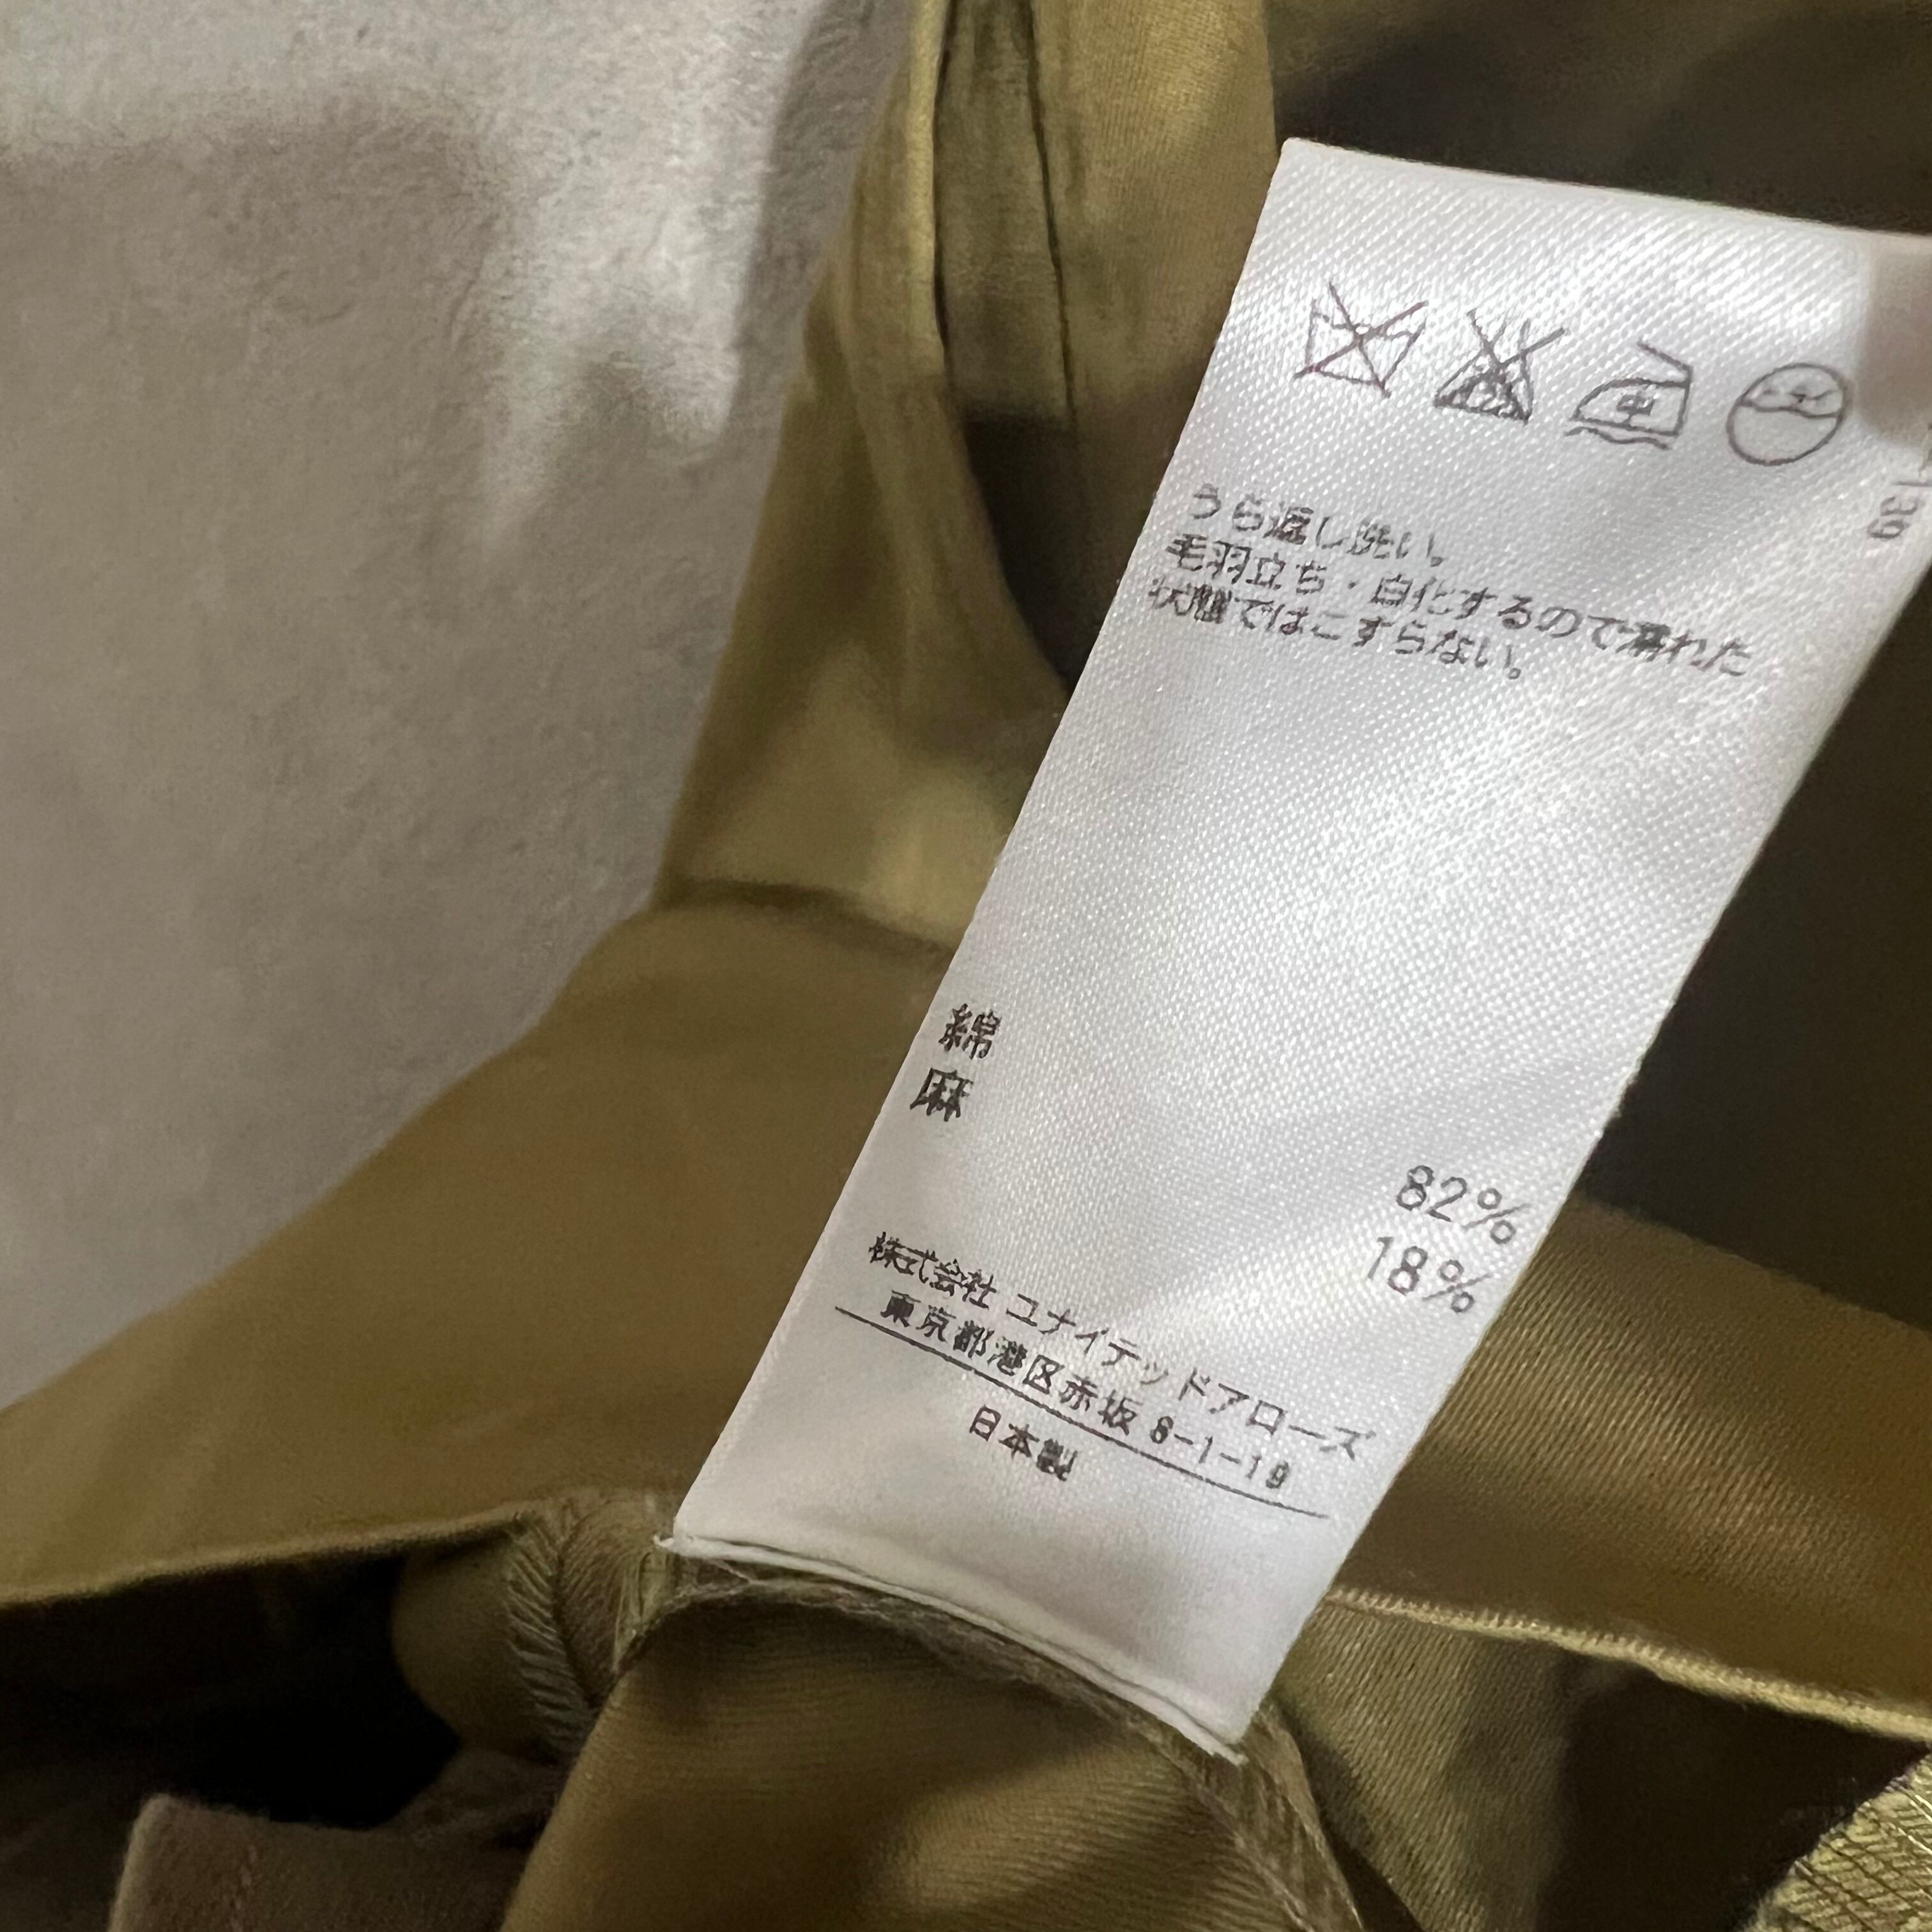 中
うら返し洗い。
毛羽立ち・白化するので濡れた
状態ではこすらない。
綿 82%
麻 18%
株式会社 ユナイテッドアローズ
東京都港区赤坂 8-1-19
日本製